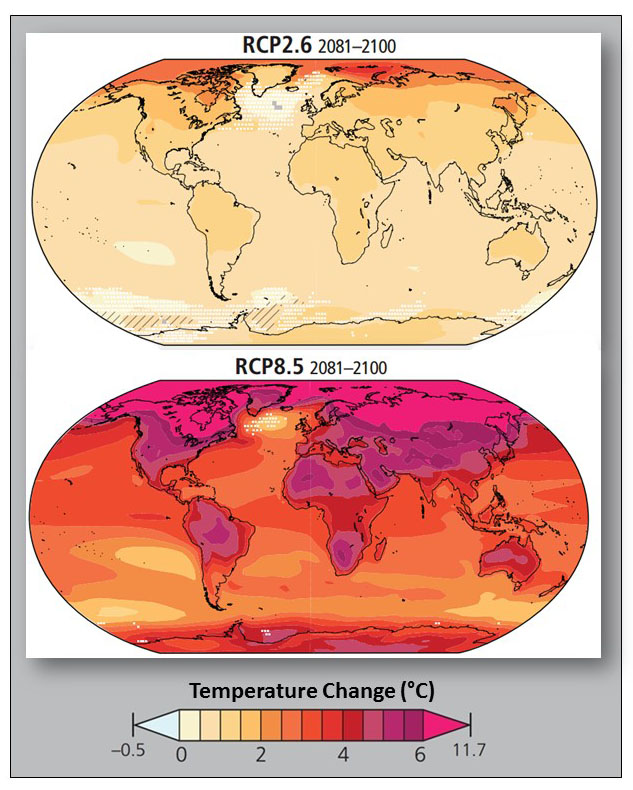 RCP2.6 2081–2100
RCP8.5 2081–2100
Temperature Change (°C)
−0.5 0 2 4 6 11.7